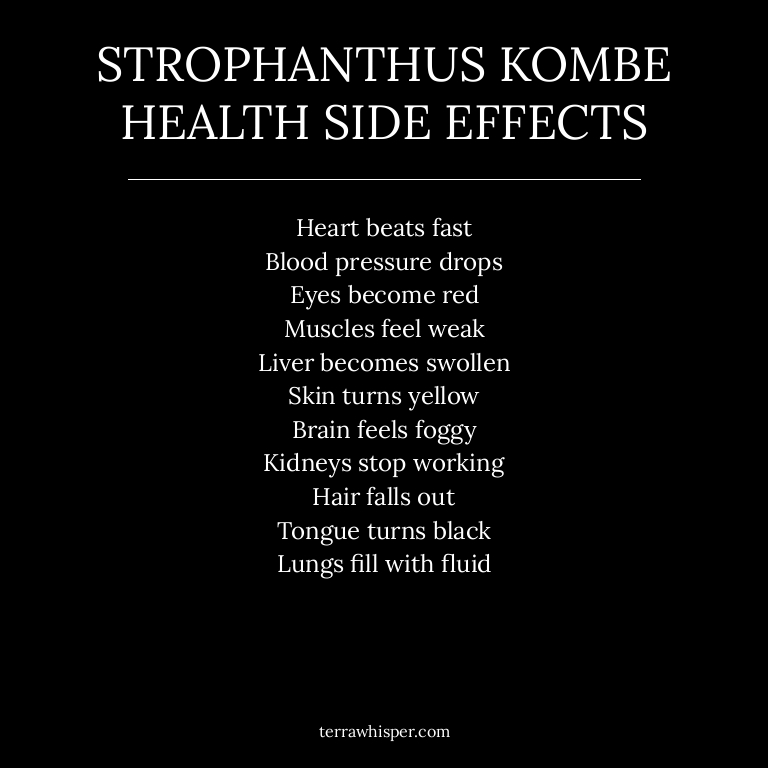 STROPHANTHUS KOMBE
HEALTH SIDE EFFECTS
Heart beats fast
Blood pressure drops
Eyes become red
Muscles feel weak
Liver becomes swollen
Skin turns yellow
Brain feels foggy
Kidneys stop working
Hair falls out
Tongue turns black
Lungs fill with fluid
terrawhisper.com